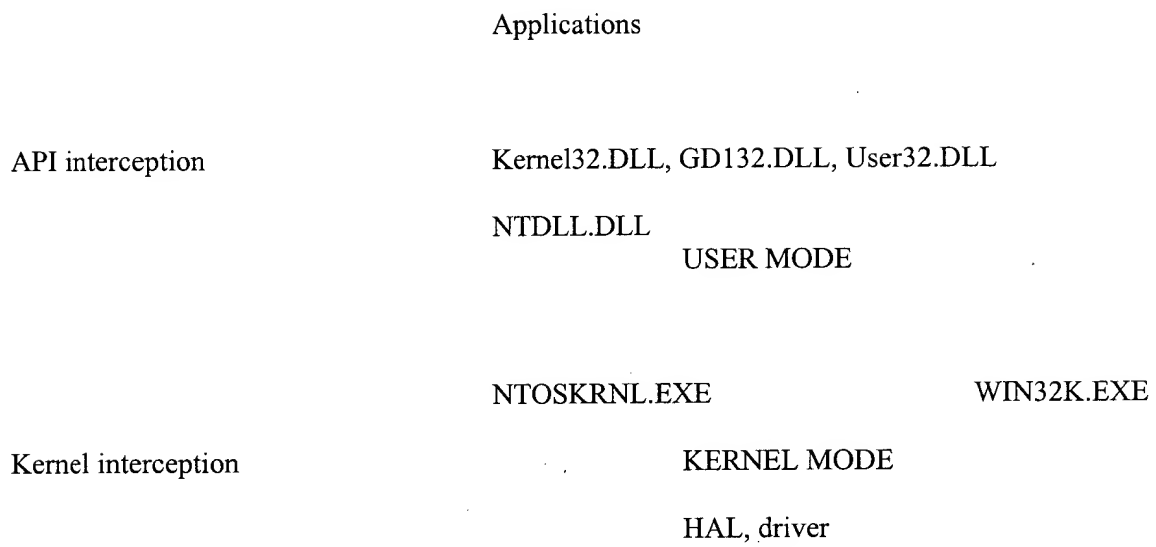 Applications
API interception Kernel32.DLL, GD132.DLL, User32.DLL
NTDLL.DLL
USER MODE
NTOSKRNL.EXE WIN32K.EXE
Kernel interception KERNEL MODE
HAL, driver